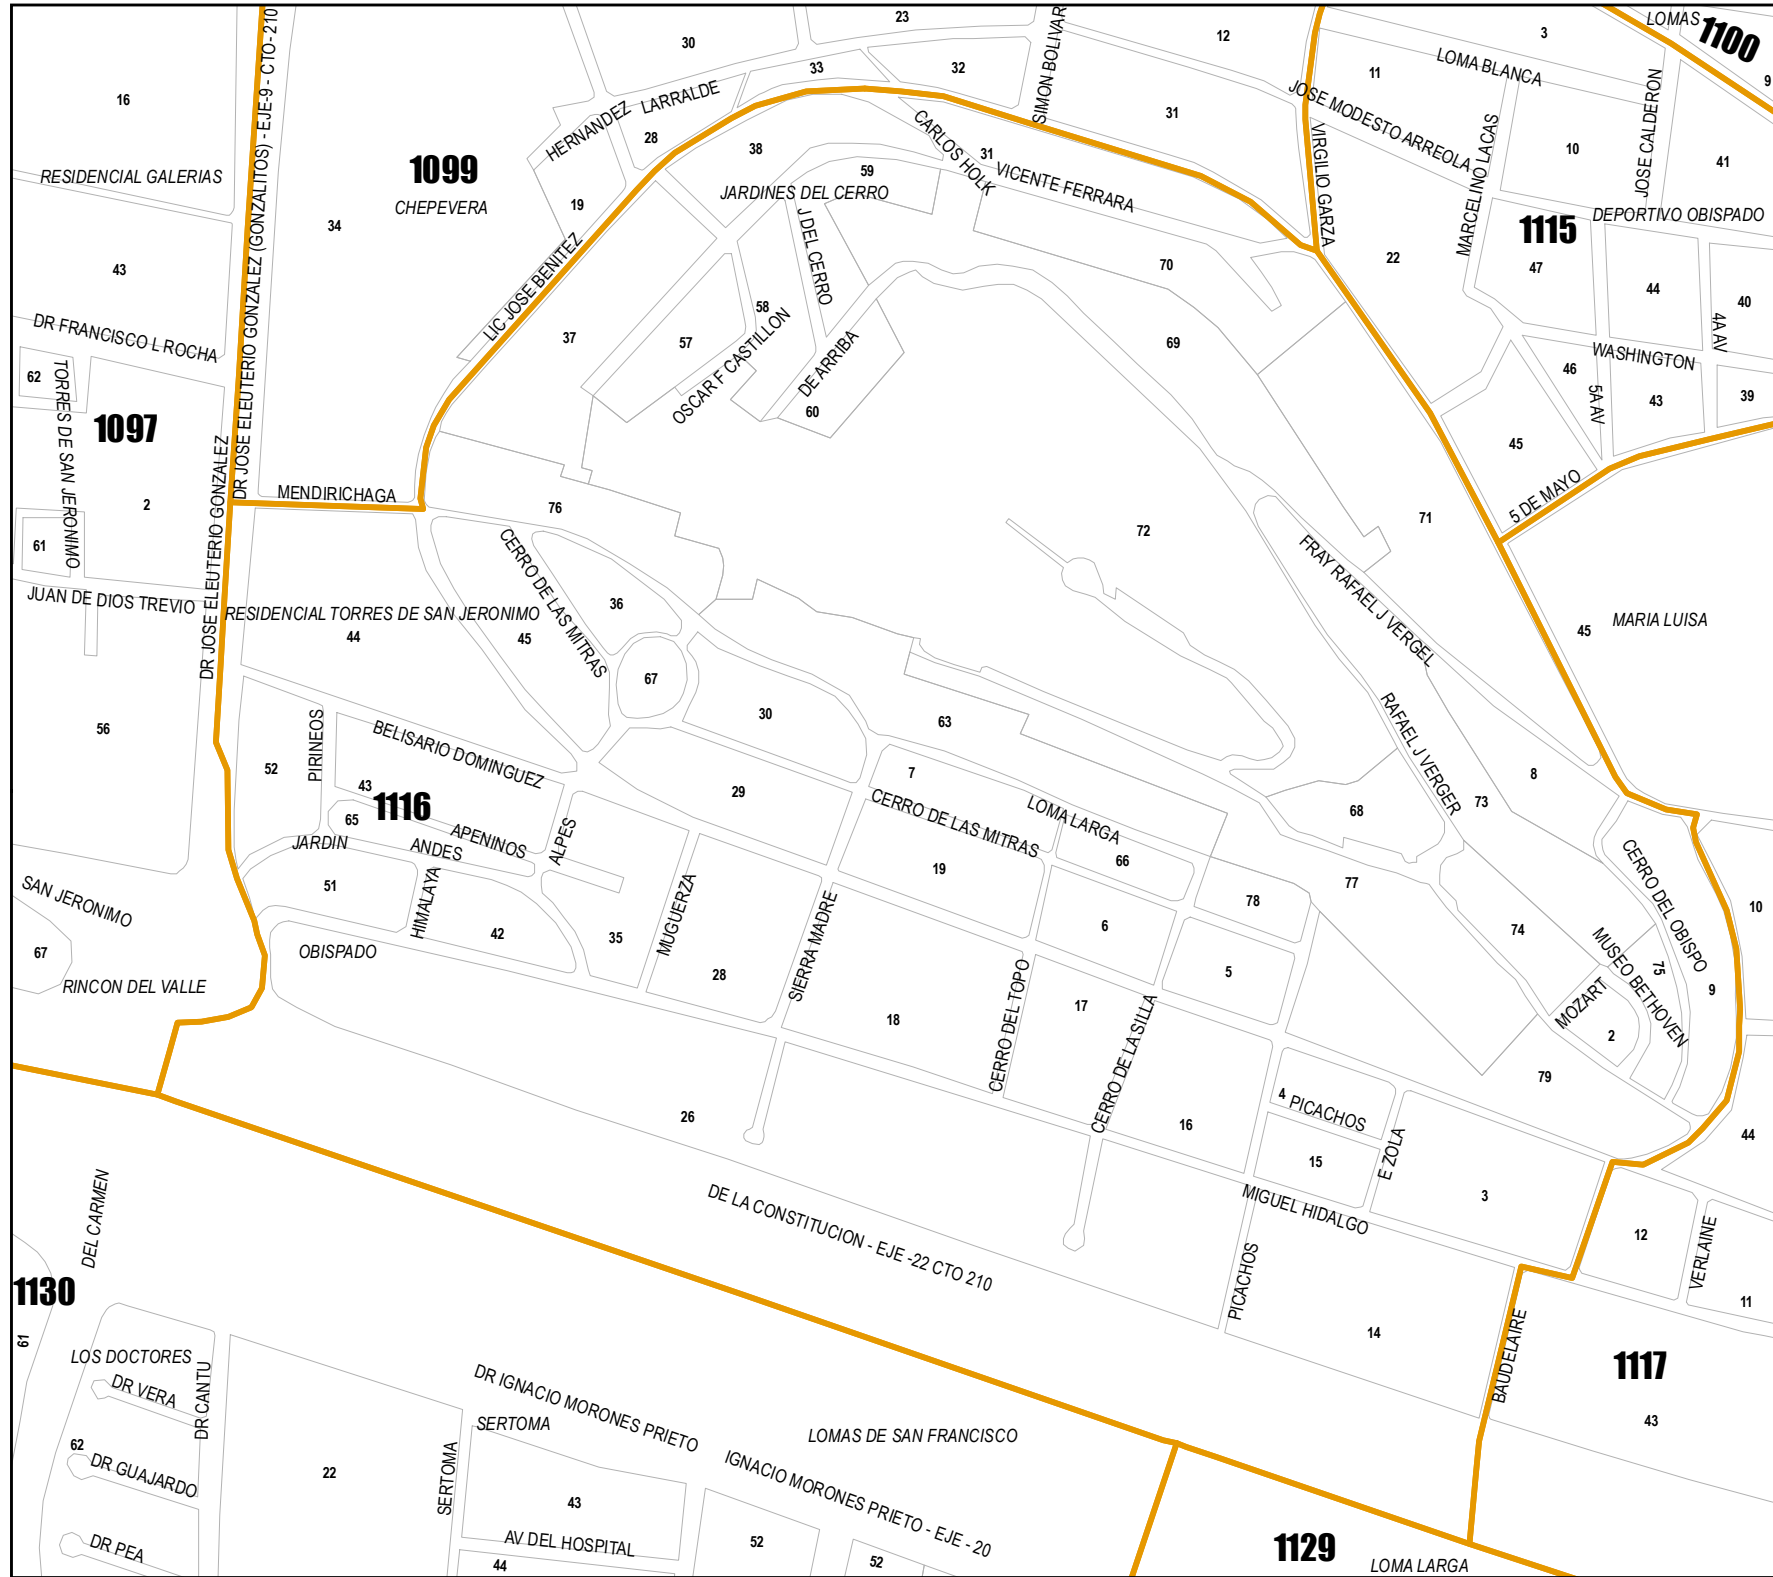 23
30
12
3
LOMAS
1100
9
16
33
32
SIMON BOLIVAR
11
LOMA BLANCA
JOSE CALDERON
HERNANDEZ LARRALDE
28
38
31
JOSE MODESTO ARREOLA
10
41
MARCELINO LACAS
1099
CHEPEVERA
RESIDENCIAL GALERIAS
DR JOSE ELEUTERIO GONZALEZ (GONZALITOS) - EJE-9 - CTO-210
34
19
59
JARDINES DEL CERRO
CARLOS HOLK
31
VICENTE FERRARA
VIRGILIO GARZA
1115
DEPORTIVO OBISPADO
43
LIC JOSE BENITEZ
J DEL CERRO
70
22
47
44
40
4A AV
DR FRANCISCO L ROCHA
37
57
58
OSCAR F CASTILLON
DE ARRIBA
60
69
46
WASHINGTON
5A AV
43
39
62
TORRES DE SAN JERONIMO
1097
2
45
5 DE MAYO
MENDIRICHAGA
76
72
71
61
DR JOSE ELEUTERIO GONZALEZ
CERRO DE LAS MITRAS
36
FRAY RAFAEL J VERGEL
JUAN DE DIOS TREVIO
RESIDENCIAL TORRES DE SAN JERONIMO
44
45
67
45
MARIA LUISA
56
52
PIRINEOS
BELISARIO DOMINGUEZ
30
63
RAFAEL J VERGER
43
1116
65
APENINOS
ANDES
JARDIN
ALPES
29
7
CERRO DE LAS MITRAS
LOMA LARGA
66
68
73
8
51
HIMALAYA
42
35
MUGUERZA
19
78
77
CERRO DEL OBISPO
10
SAN JERONIMO
67
RINCON DEL VALLE
OBISPADO
28
SIERRA MADRE
18
CERRO DEL TOPO
6
17
5
CERRO DE LA SILLA
74
MUSEO BETHOVEN
75
9
MOZART
2
79
26
16
4
PICACHOS
15
E ZOLA
3
44
DEL CARMEN
DE LA CONSTITUCION - EJE -22 CTO 210
MIGUEL HIDALGO
PICACHOS
12
VERLAINE
11
1130
61
14
BAUDELAIRE
1117
43
LOS DOCTORES
DR VERA
DR CANTU
62
DR GUAJARDO
DR PEA
22
DR IGNACIO MORONES PRIETO
SERTOMA
SERTOMA
43
LOMAS DE SAN FRANCISCO
IGNACIO MORONES PRIETO - EJE - 20
AV DEL HOSPITAL
44
52
52
1129
LOMA LARGA